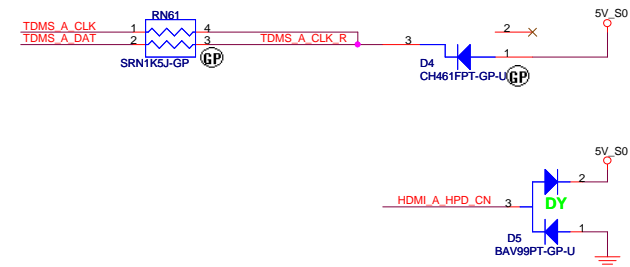 RN61
5V_S0
TDMS_A_CLK 1 4 2
TDMS_A_DAT 2 3 TDMS_A_CLK_R 3 1
SRN1K5J-GP GP
D4
CH461FPT-GP-U GP
5V_S0
2
HDMI_A_HPD_CN 3 DY
1
D5
BAV99PT-GP-U